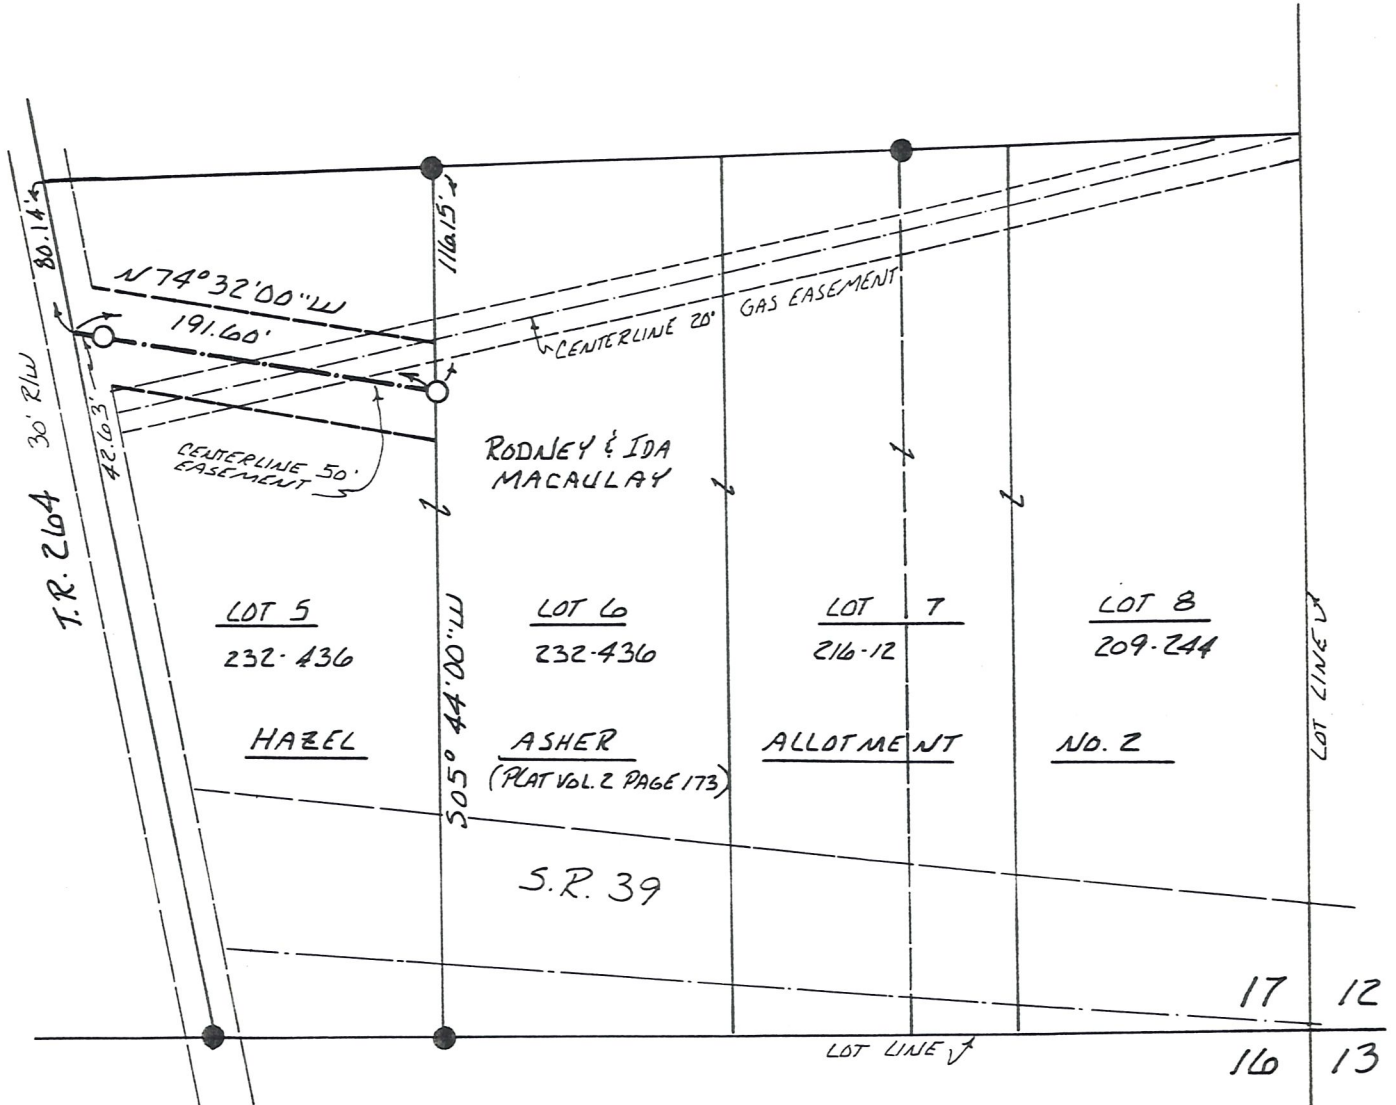 80.14'
116.15'
N 74°32'00"W
191.60'
CENTERLINE 20' GAS EASEMENT
T.R. 264 30' R/W
42.63'
CENTERLINE 50'
EASEMENT
RODNEY & IDA
MACAULAY
LOT 5
232-436
LOT 6
232-436
LOT 7
216-12
LOT 8
209-244
S05° 44'00"W
LOT LINE
HAZEL ASHER ALLOTMENT NO. 2
(PLAT VOL. 2 PAGE 173)
S.R. 39
17 12
LOT LINE
16 13